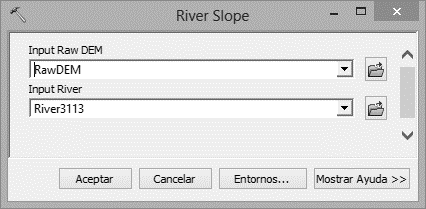 River Slope
Input Raw DEM
RawDEM
Input River
River3113
Aceptar
Cancelar
Entornos...
Mostrar Ayuda >>